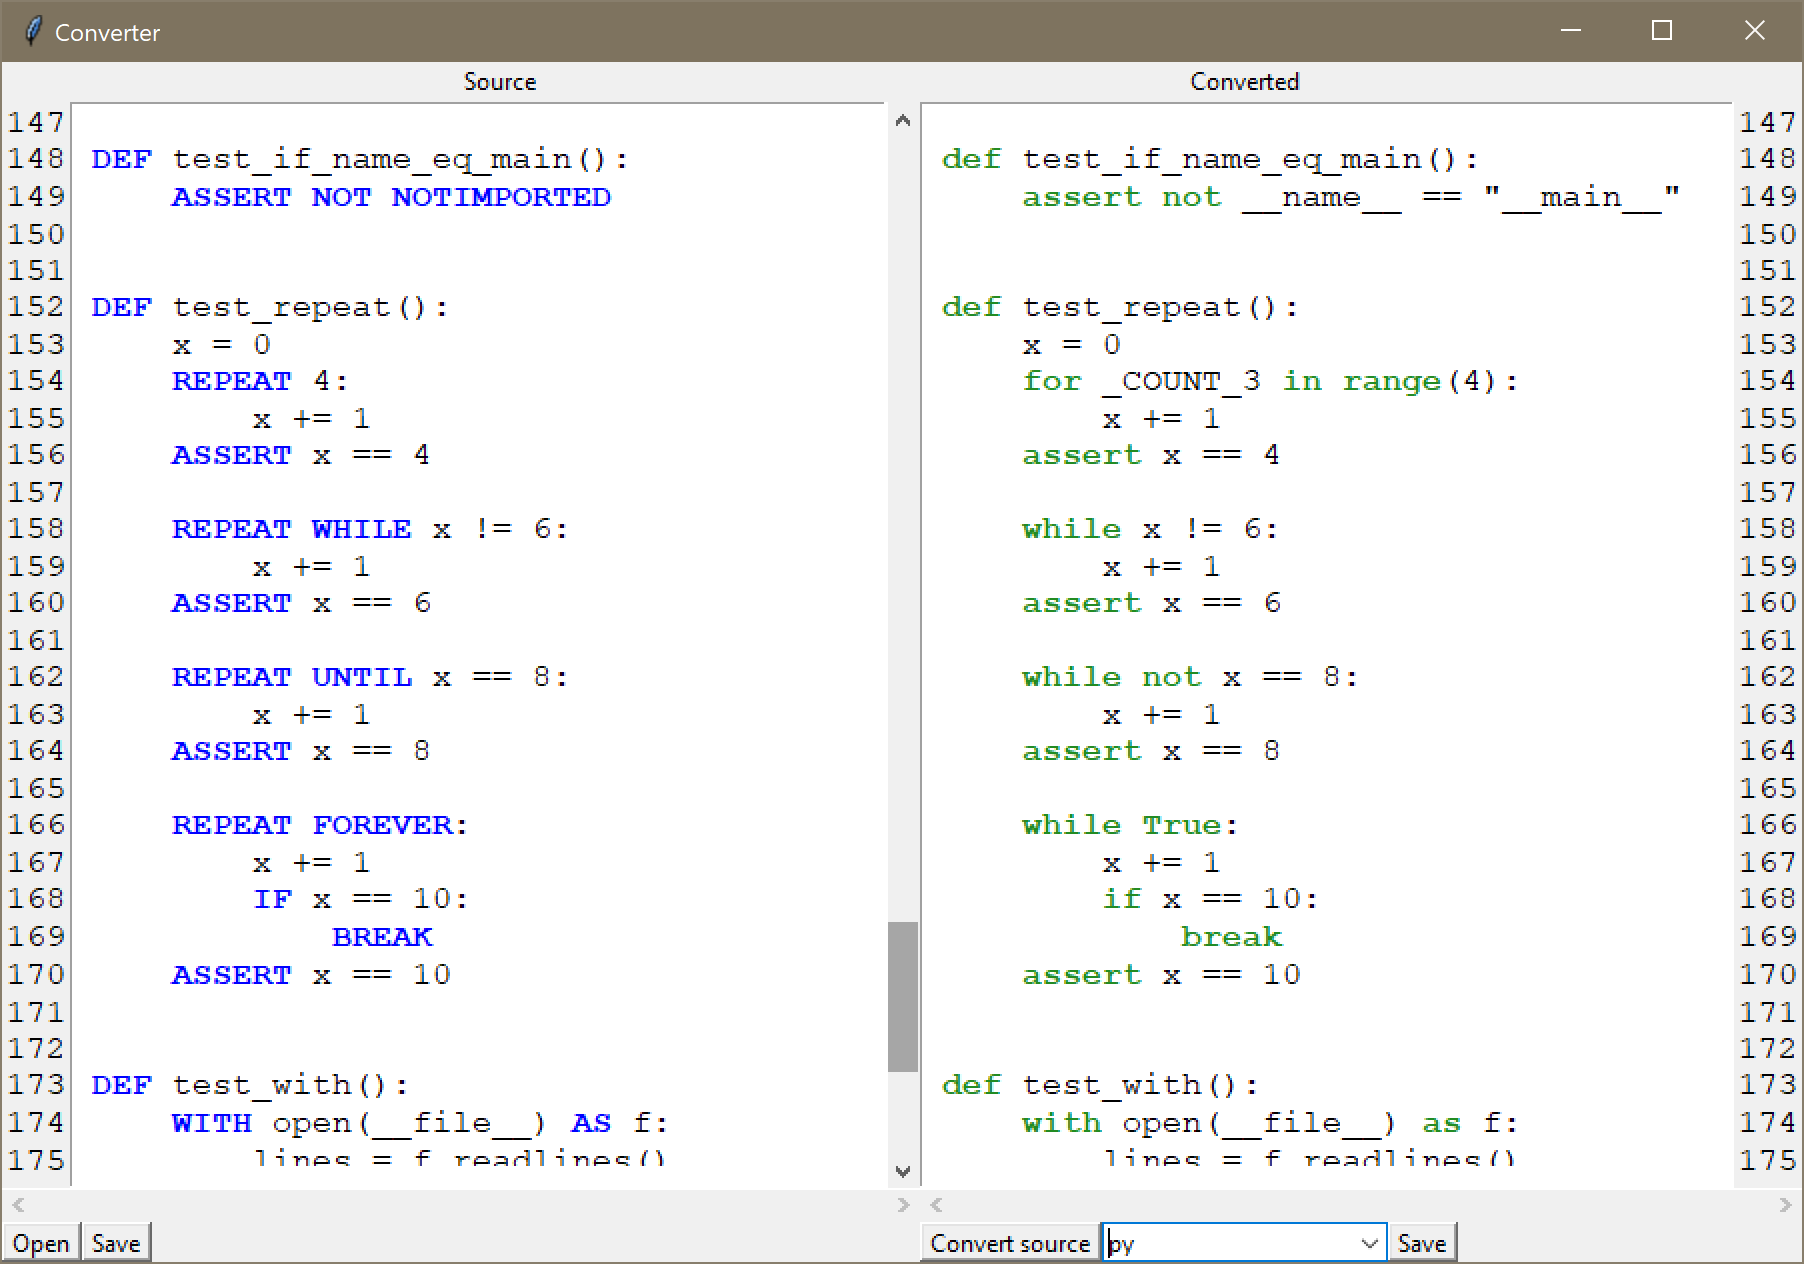 Converter
Source
147
148 DEF test_if_name_eq_main():
149     ASSERT NOT NOTIMPORTED
150
151
152 DEF test_repeat():
153     x = 0
154     REPEAT 4:
155         x += 1
156     ASSERT x == 4
157
158     REPEAT WHILE x != 6:
159         x += 1
160     ASSERT x == 6
161
162     REPEAT UNTIL x == 8:
163         x += 1
164     ASSERT x == 8
165
166     REPEAT FOREVER:
167         x += 1
168         IF x == 10:
169             BREAK
170     ASSERT x == 10
171
172
173 DEF test_with():
174     WITH open(__file__) AS f:
175         lines = f.readlines()
Open Save
Converted
147
def test_if_name_eq_main(): 148
    assert not __name__ == "__main__" 149
150
151
def test_repeat(): 152
    x = 0 153
    for _COUNT_3 in range(4): 154
        x += 1 155
    assert x == 4 156
157
    while x != 6: 158
        x += 1 159
    assert x == 6 160
161
    while not x == 8: 162
        x += 1 163
    assert x == 8 164
165
    while True: 166
        x += 1 167
        if x == 10: 168
            break 169
    assert x == 10 170
171
172
def test_with(): 173
    with open(__file__) as f: 174
        lines = f.readlines() 175
Convert source py Save